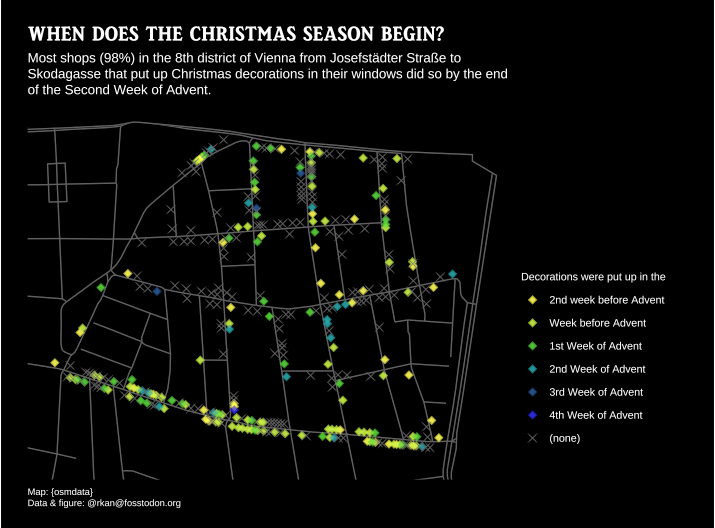 WHEN DOES THE CHRISTMAS SEASON BEGIN?
Most shops (98%) in the 8th district of Vienna from Josefstädter Straße to
Skodagasse that put up Christmas decorations in their windows did so by the end
of the Second Week of Advent.
Decorations were put up in the
2nd week before Advent
Week before Advent
1st Week of Advent
2nd Week of Advent
3rd Week of Advent
4th Week of Advent
(none)
Map: {osmdata}
Data & figure: @rkan@fosstodon.org